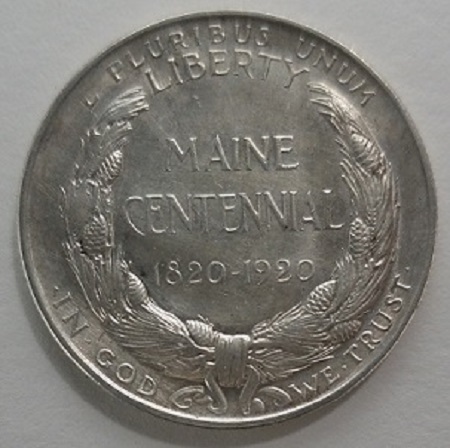 E PLURIBUS UNUM
LIBERTY
MAINE
CENTENNIAL
1820-1920
·IN·GOD·WE·TRUST·